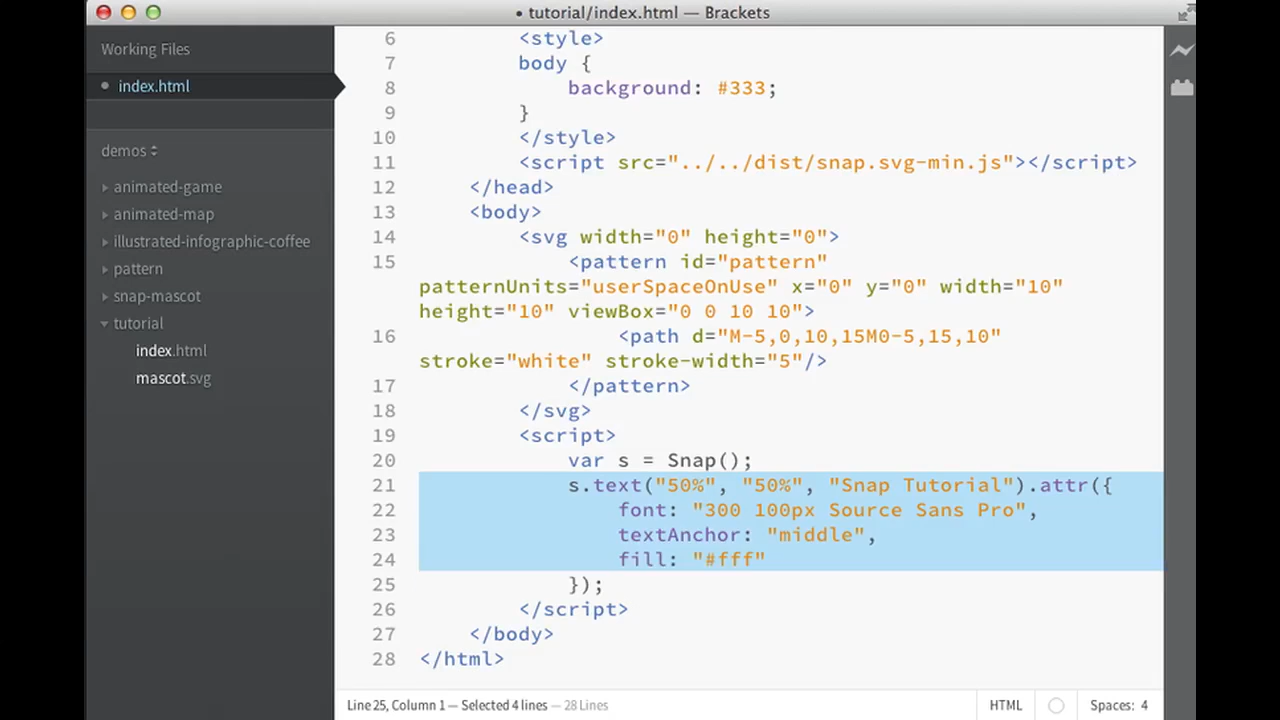 • tutorial/index.html — Brackets
Working Files
index.html
demos
animated-game
animated-map
illustrated-infographic-coffee
pattern
snap-mascot
tutorial
index.html
mascot.svg
6 <style>
7 body {
8 background: #333;
9 }
10 </style>
11 <script src="../../dist/snap.svg-min.js"></script>
12 </head>
13 <body>
14 <svg width="0" height="0">
15 <pattern id="pattern"
patternUnits="userSpaceOnUse" x="0" y="0" width="10"
height="10" viewBox="0 0 10 10">
16 <path d="M-5,0,10,15M0-5,15,10"
stroke="white" stroke-width="5"/>
17 </pattern>
18 </svg>
19 <script>
20 var s = Snap();
21 s.text("50%", "50%", "Snap Tutorial").attr({
22 font: "300 100px Source Sans Pro",
23 textAnchor: "middle",
24 fill: "#fff"
25 });
26 </script>
27 </body>
28 </html>
Line 25, Column 1 — Selected 4 lines — 28 Lines
HTML
Spaces: 4